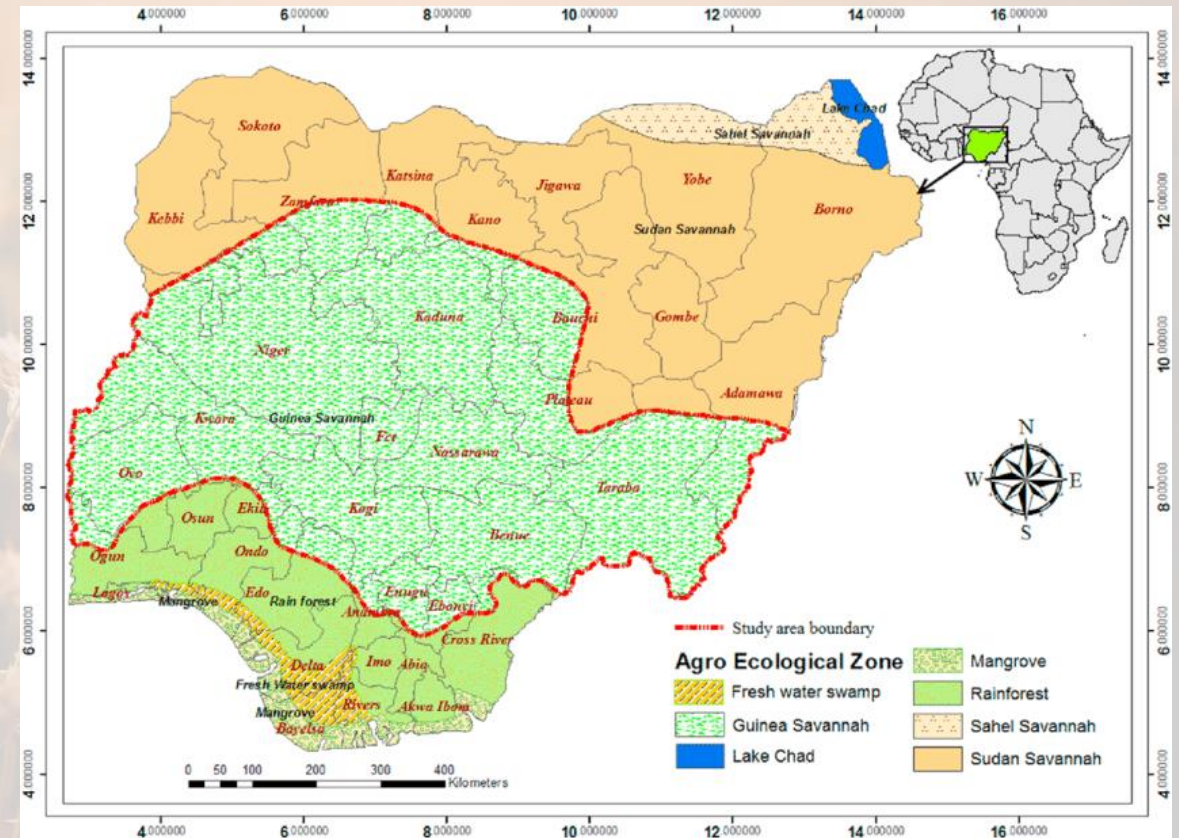 4.000000 6.000000 8.000000 10.000000 12.000000 14.000000 16.000000
14.000000 14.000000
12.000000 12.000000
10.000000 10.000000
8.000000 8.000000
6.000000 6.000000
4.000000 4.000000
Lake Chad
Sokoto
Sahel Savannah
Katsina
Yobe
Jigawa
Zamfara
Kebbi
Kano
Borno
Sudan Savannah
Kaduna
Bauchi
Gombe
Niger
Adamawa
Plateau
Kwara
Guinea Savannah
Fct
Nassarawa
Oyo
Taraba
Kogi
Osun
Ekiti
Benue
Ogun
Ondo
Lagos
Mangrove
Edo
Rain forest
Enugu
Anambra
Ebonyi
Cross River
Delta
Imo
Abia
Fresh Water swamp
Mangrove
Rivers
Akwa Ibom
Bayelsa
N
W E
S
Study area boundary
Agro Ecological Zone
Fresh water swamp
Guinea Savannah
Lake Chad
Mangrove
Rainforest
Sahel Savannah
Sudan Savannah
0 50 100 200 300 400
Kilometers
4.000000 6.000000 8.000000 10.000000 12.000000 14.000000 16.000000